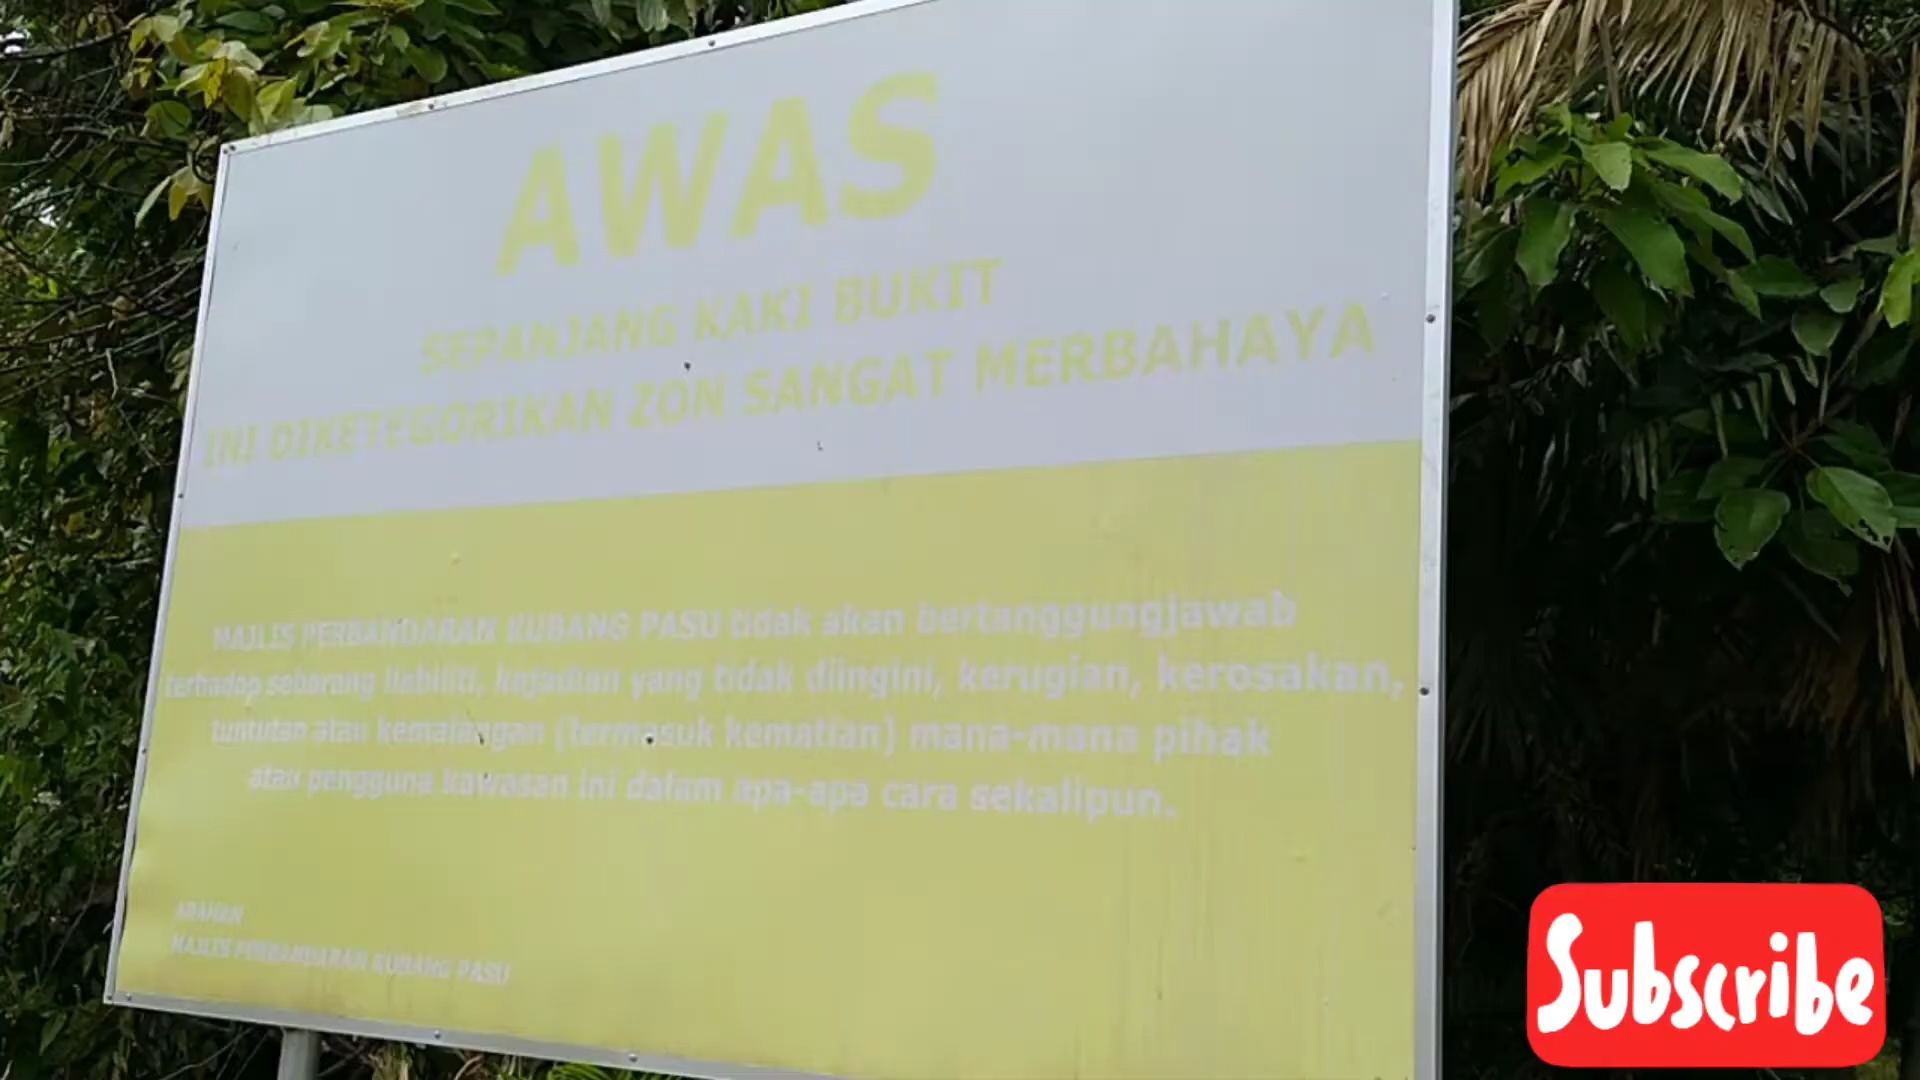 AWAS
SEPANJANG KAKI BUKIT
INI DIKETEGORIKAN ZON SANGAT MERBAHAYA
MAJLIS PERBANDARAN KUBANG PASU tidak akan bertanggungjawab
terhadap sebarang liabiliti, kejadian yang tidak diingini, kerugian, kerosakan,
tuntutan atau kemalangan (termasuk kematian) mana-mana pihak
atau pengguna kawasan ini dalam apa-apa cara sekalipun.
ARAHAN
MAJLIS PERBANDARAN KUBANG PASU
Subscribe